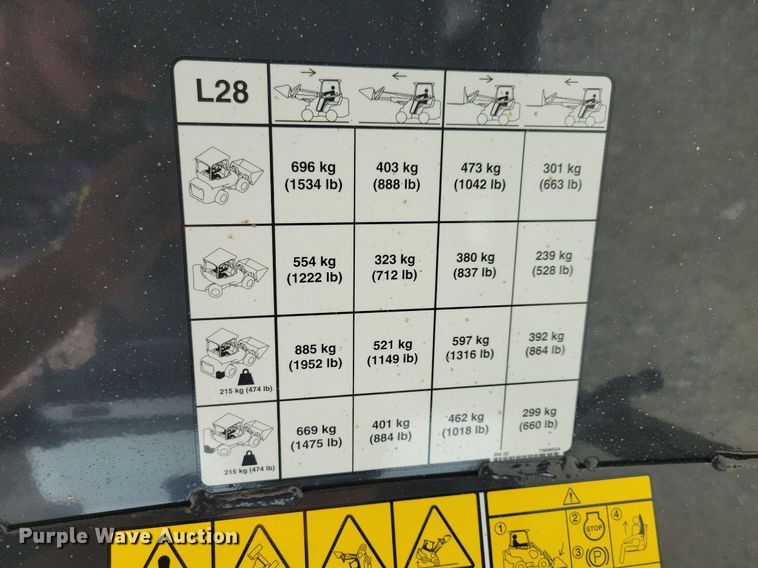 L28
696 kg
(1534 lb)
403 kg
(888 lb)
473 kg
(1042 lb)
301 kg
(663 lb)
554 kg
(1222 lb)
323 kg
(712 lb)
380 kg
(837 lb)
239 kg
(528 lb)
885 kg
(1952 lb)
521 kg
(1149 lb)
597 kg
(1316 lb)
392 kg
(864 lb)
215 kg (474 lb)
669 kg
(1475 lb)
401 kg
(884 lb)
462 kg
(1018 lb)
299 kg
(660 lb)
215 kg (474 lb)
1
2
STOP
4
3
P
Purple Wave Auction